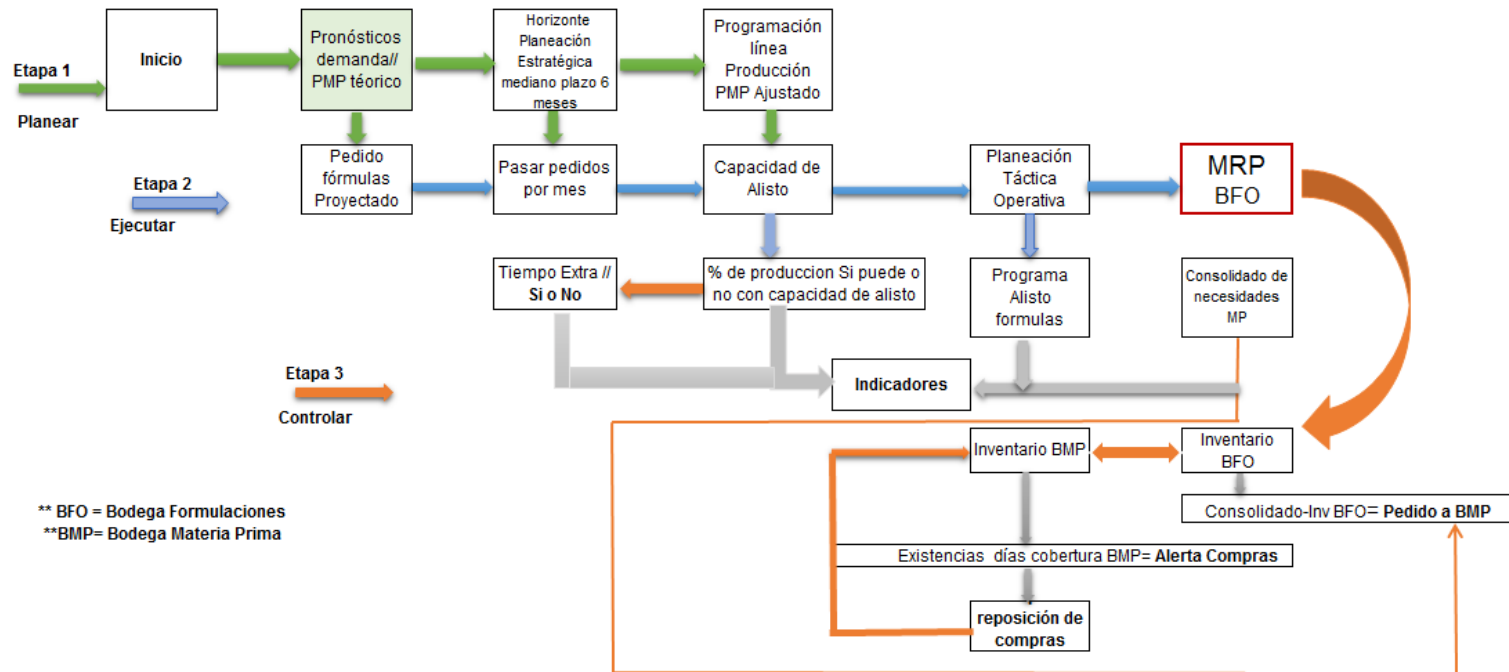 Etapa 1
Planear
Inicio
Pronósticos
demanda//
PMP téorico
Horizonte
Planeación
Estratégica
mediano plazo 6
meses
Programación
línea
Producción
PMP Ajustado
Etapa 2
Ejecutar
Pedido
fórmulas
Proyectado
Pasar pedidos
por mes
Capacidad de
Alisto
Planeación
Táctica
Operativa
MRP
BFO
Tiempo Extra //
Si o No
% de produccion Si puede o
no con capacidad de alisto
Programa
Alisto
formulas
Consolidado de
necesidades
MP
Etapa 3
Controlar
Indicadores
Inventario BMP
Inventario
BFO
Consolidado-Inv BFO= Pedido a BMP
Existencias días cobertura BMP= Alerta Compras
reposición de
compras
** BFO = Bodega Formulaciones
**BMP= Bodega Materia Prima